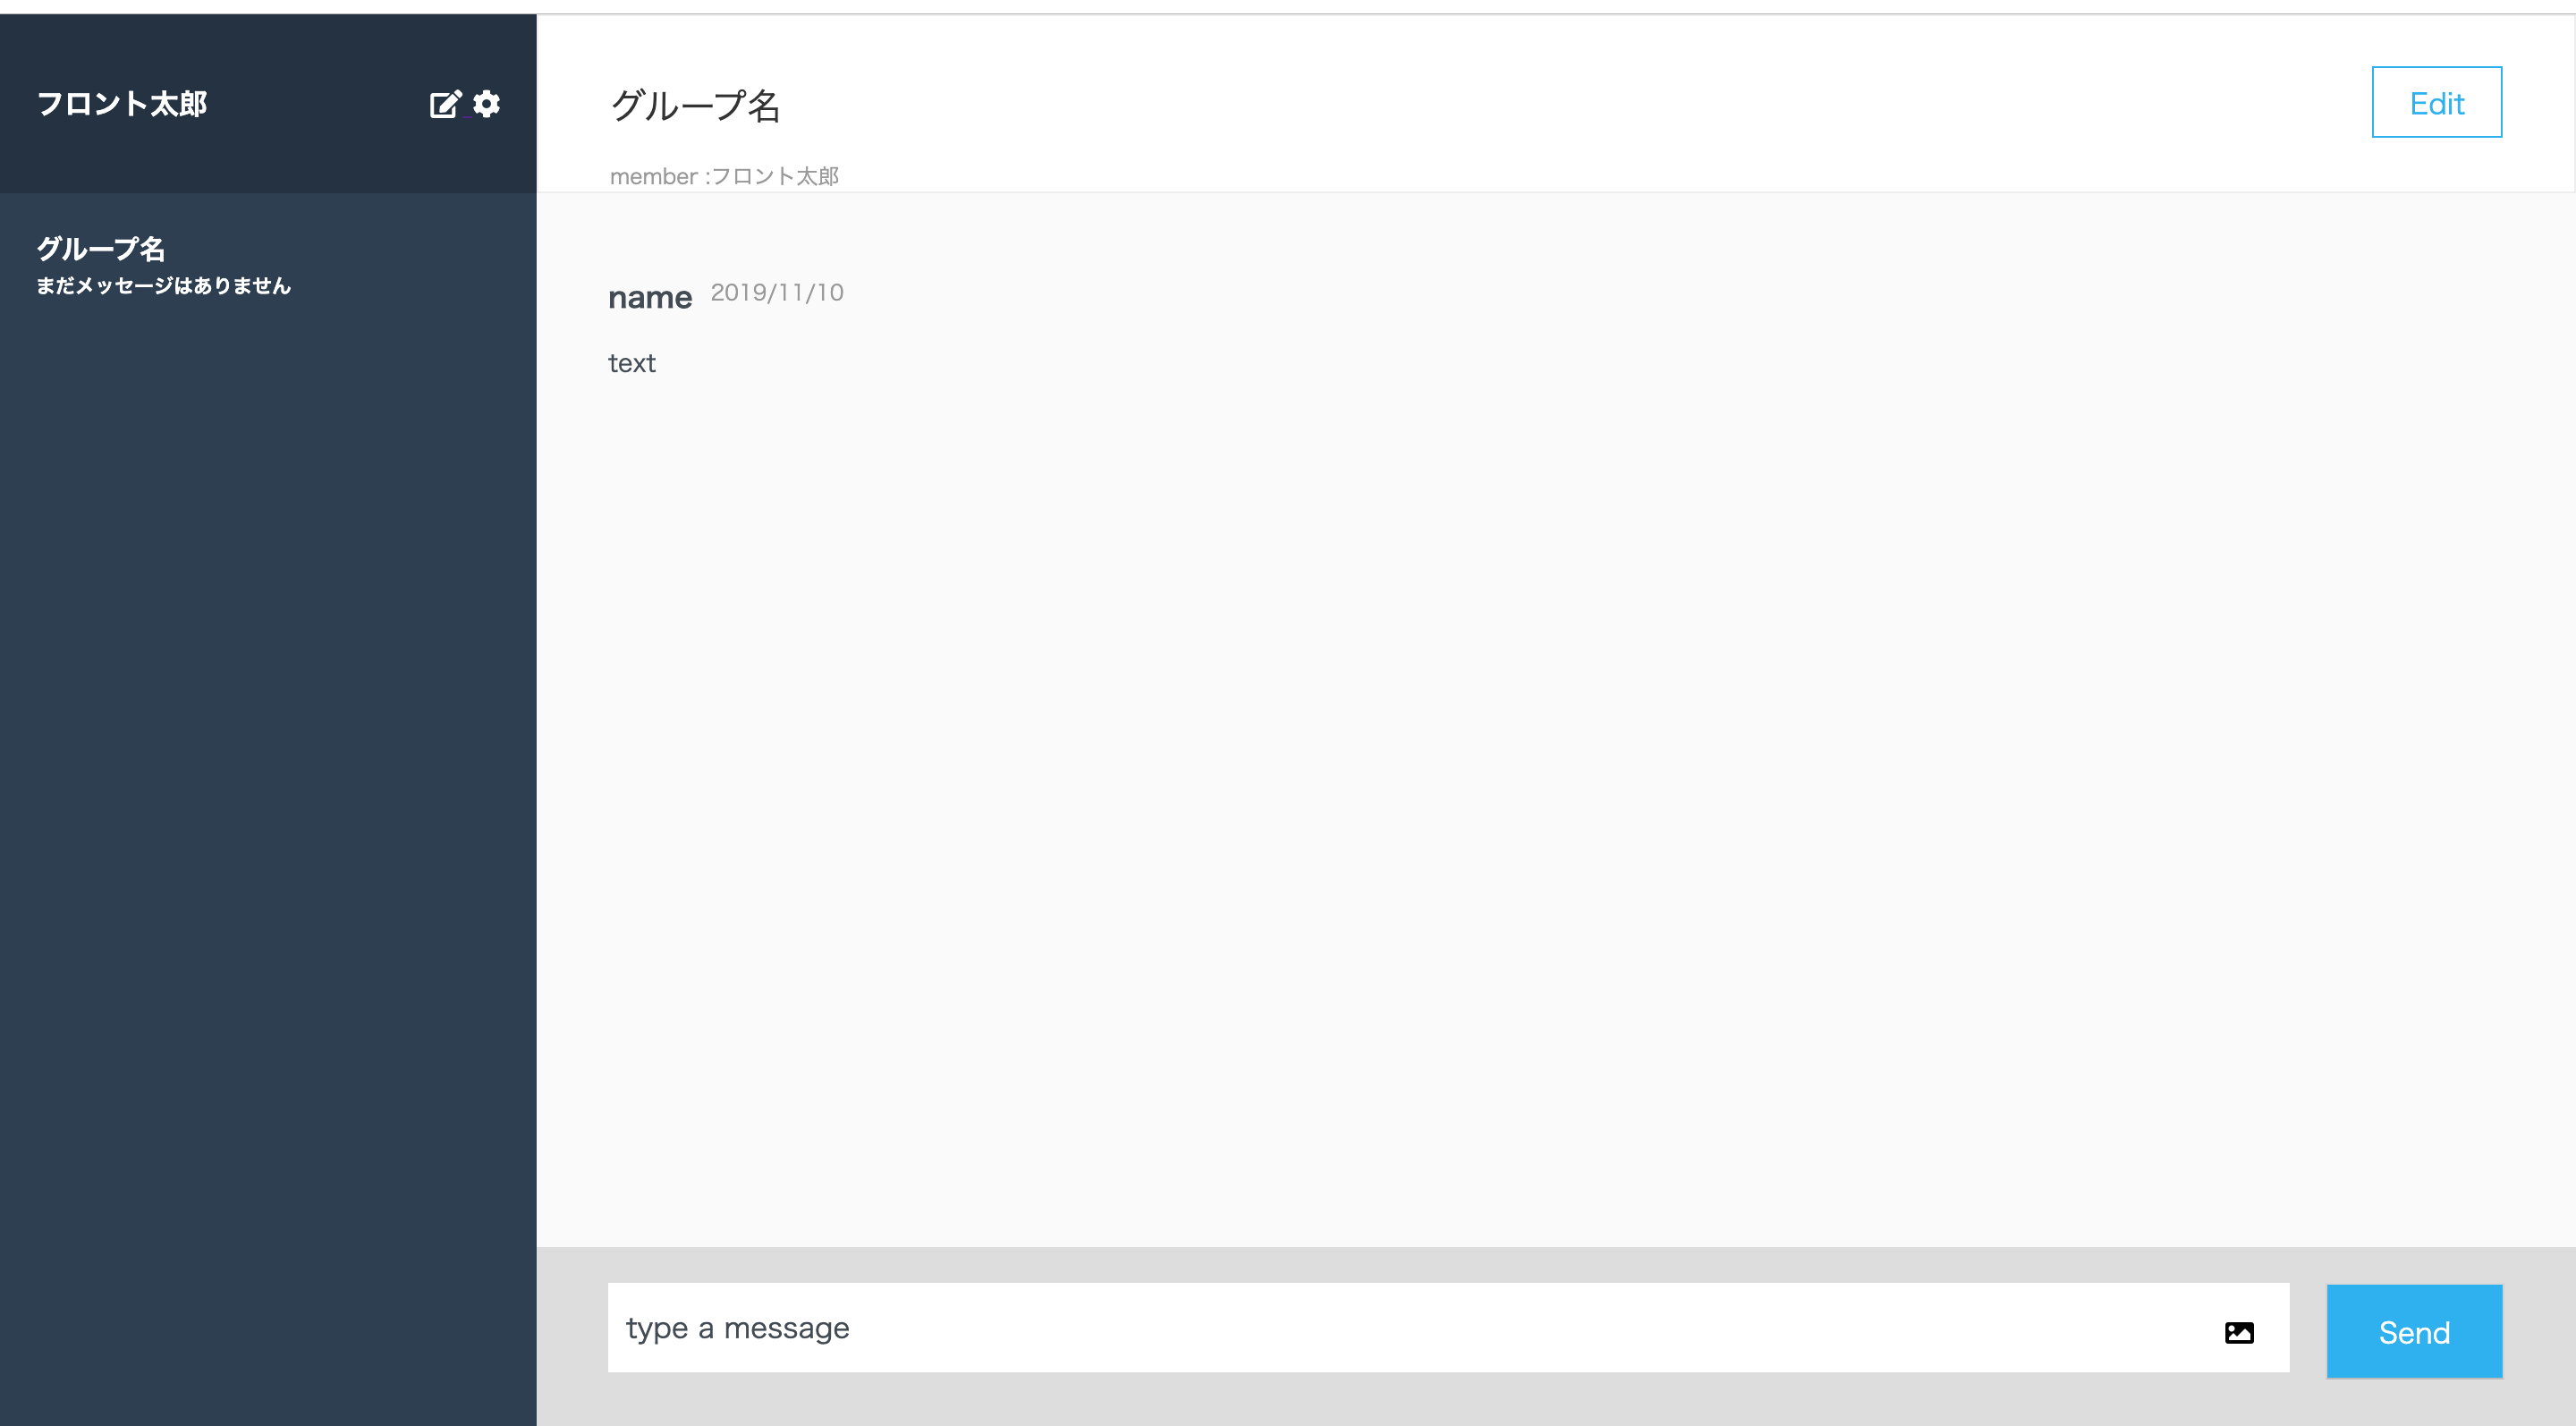 フロント太郎
グループ名
まだメッセージはありません
グループ名
Edit
member :フロント太郎
name 2019/11/10
text
type a message
Send